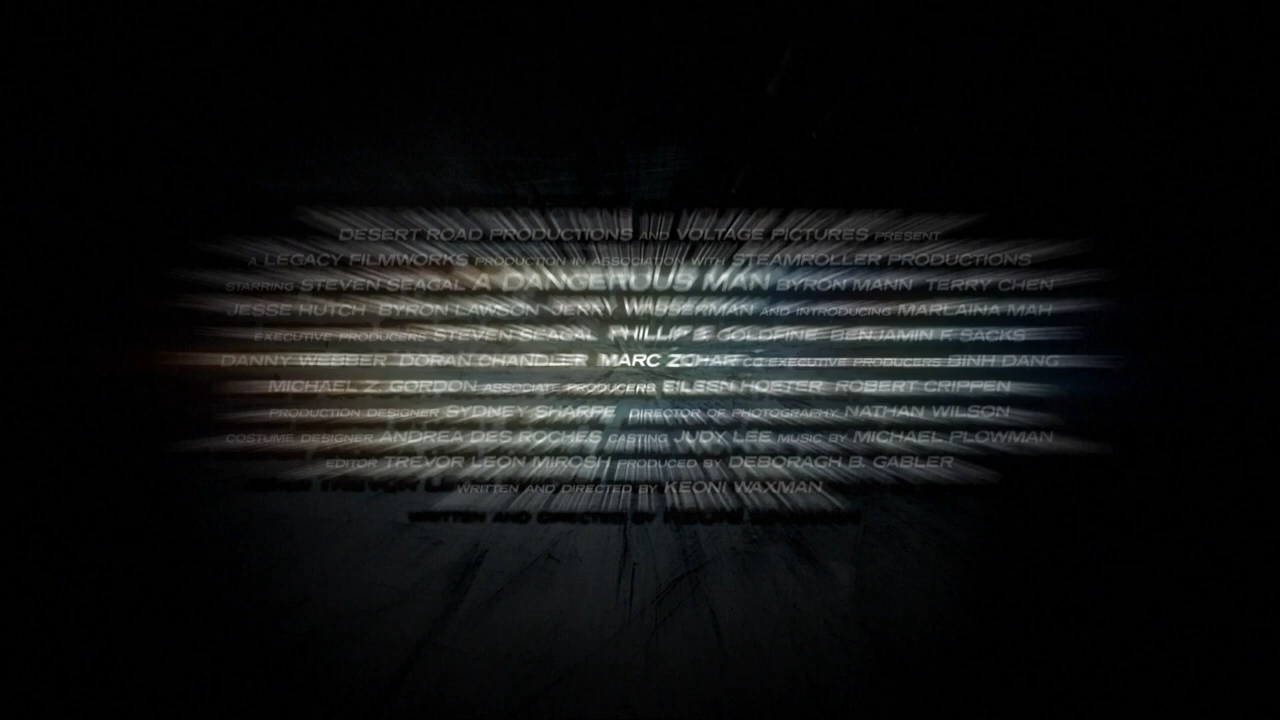 DESERT ROAD PRODUCTIONS AND VOLTAGE PICTURES PRESENT
A LEGACY FILMWORKS PRODUCTION IN ASSOCIATION WITH STEAMROLLER PRODUCTIONS
STARRING STEVEN SEAGAL A DANGEROUS MAN BYRON MANN TERRY CHEN
JESSE HUTCH BYRON LAWSON JENNY WISSERMAN AND INTRODUCING MARLAINA MAH
EXECUTIVE PRODUCERS STEVEN SEAGAL PHILLIP B. GOLDFINE BENJAMIN F. SACKS
DANNY WEBBER DORAN CHANDLER MARC ZOHAR CO EXECUTIVE PRODUCERS BINH DANG
MICHAEL Z. GORDON ASSOCIATE PRODUCERS EILEEN HOETER ROBERT CRIPPEN
PRODUCTION DESIGNER SYDNEY SHARPE DIRECTOR OF PHOTOGRAPHY NATHAN WILSON
COSTUME DESIGNER ANDREA DES ROCHES CASTING JUDY LEE MUSIC BY MICHAEL PLOWMAN
EDITOR TREVOR LEON MIROSH PRODUCED BY DEBORAGH B. GABLER
WRITTEN AND DIRECTED BY KEONI WAXMAN